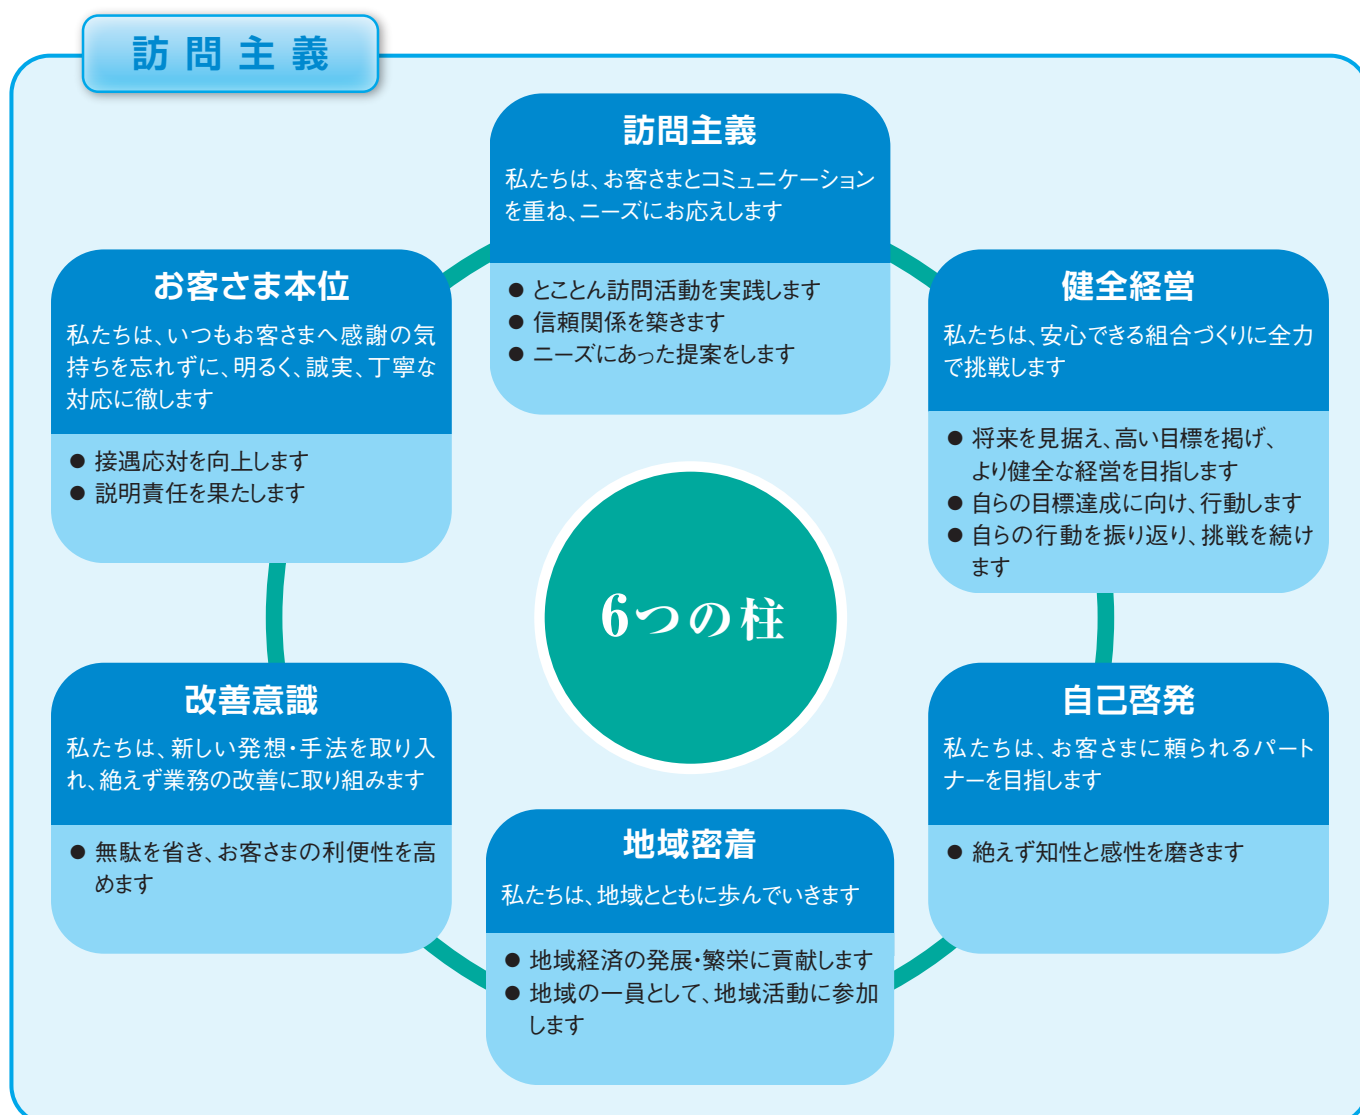 訪問主義
訪問主義
私たちは、お客さまとコミュニケーション
を重ね、ニーズにお応えします
● とことん訪問活動を実践します
● 信頼関係を築きます
● ニーズにあった提案をします
お客さま本位
私たちは、いつもお客さまへ感謝の気
持ちを忘れずに、明るく、誠実、丁寧な
対応に徹します
● 接遇応対を向上します
● 説明責任を果たします
健全経営
私たちは、安心できる組合づくりに全力
で挑戦します
● 将来を見据え、高い目標を掲げ、
より健全な経営を目指します
● 自らの目標達成に向け、行動します
● 自らの行動を振り返り、挑戦を続け
ます
6つの柱
改善意識
私たちは、新しい発想・手法を取り入
れ、絶えず業務の改善に取り組みます
● 無駄を省き、お客さまの利便性を高
めます
自己啓発
私たちは、お客さまに頼られるパート
ナーを目指します
● 絶えず知性と感性を磨きます
地域密着
私たちは、地域とともに歩んでいきます
● 地域経済の発展・繁栄に貢献します
● 地域の一員として、地域活動に参加
します